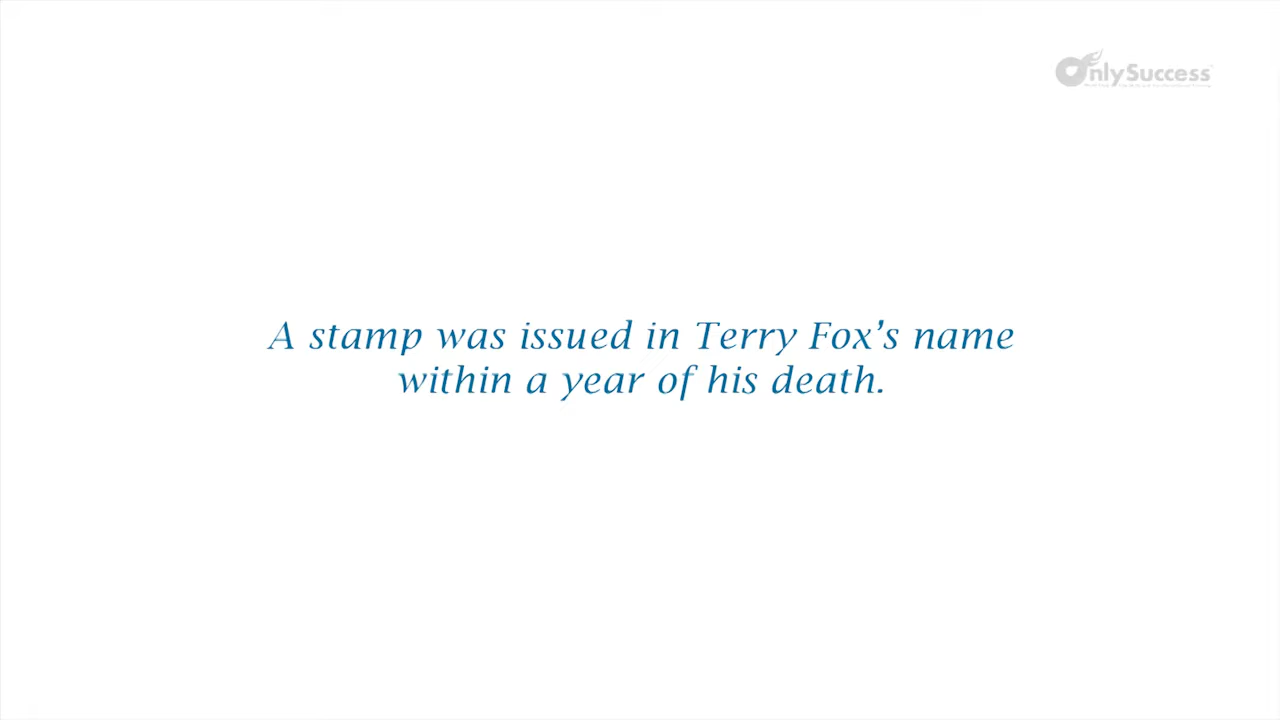 OnlySuccess
A stamp was issued in Terry Fox's name
within a year of his death.